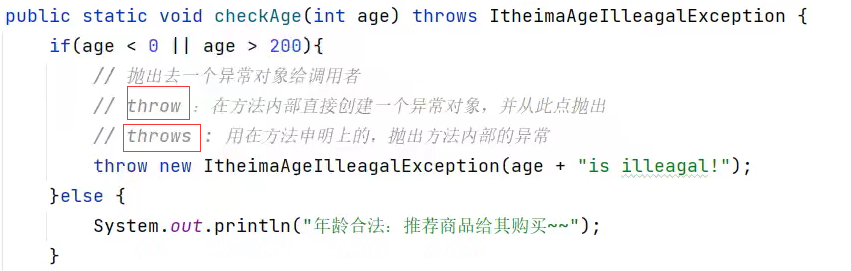 public static void checkAge(int age) throws ItheimaAgeIlleagalException {
if(age < 0 || age > 200){
// 抛出去一个异常对象给调用者
// throw ：在方法内部直接创建一个异常对象，并从此点抛出
// throws : 用在方法申明上的，抛出方法内部的异常
throw new ItheimaAgeIlleagalException(age + "is illeagal!");
}else {
System.out.println("年龄合法：推荐商品给其购买~~");
}